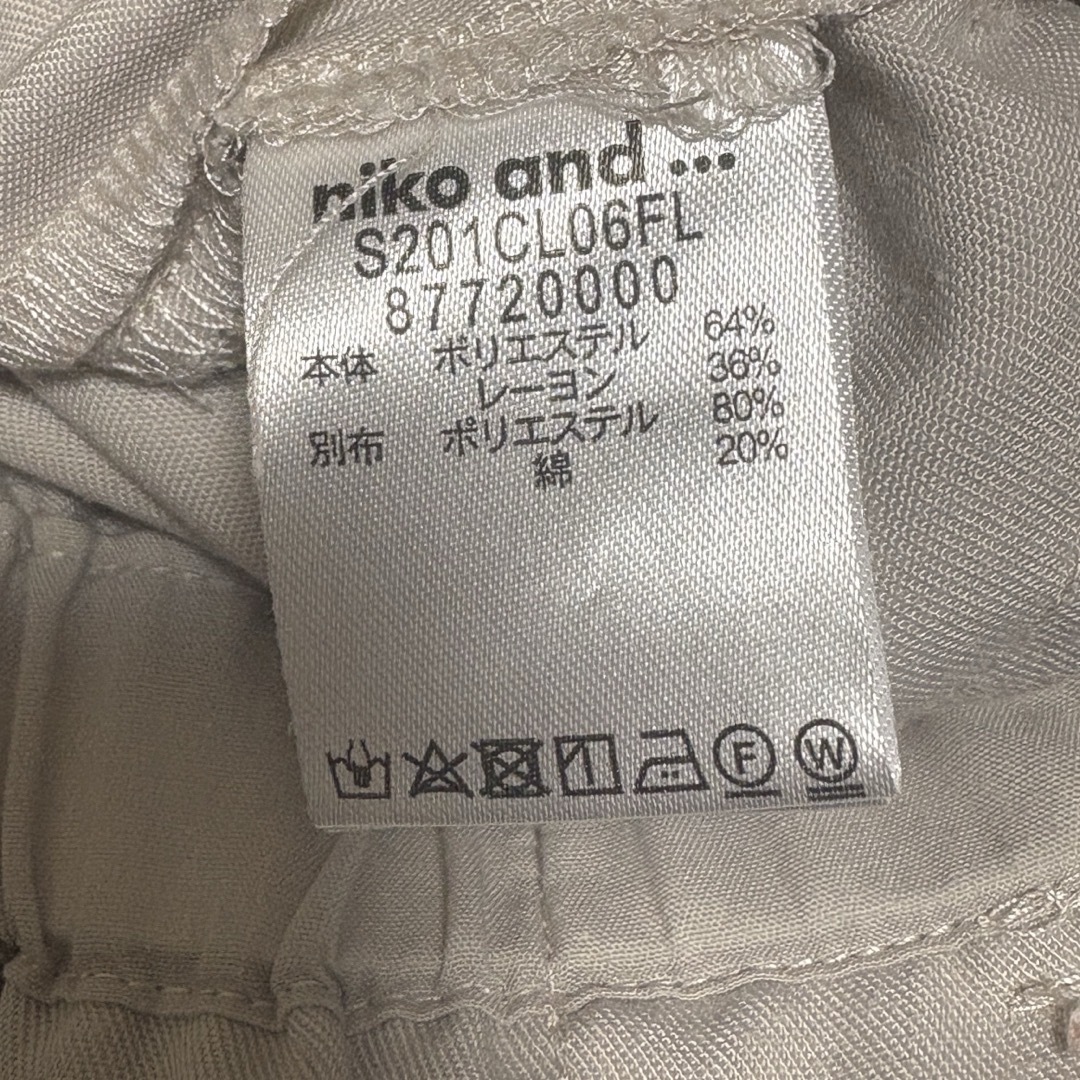 niko and ...
S201CL06FL
87720000
本体 ポリエステル 64%
レーヨン 36%
別布 ポリエステル 80%
綿 20%
F W